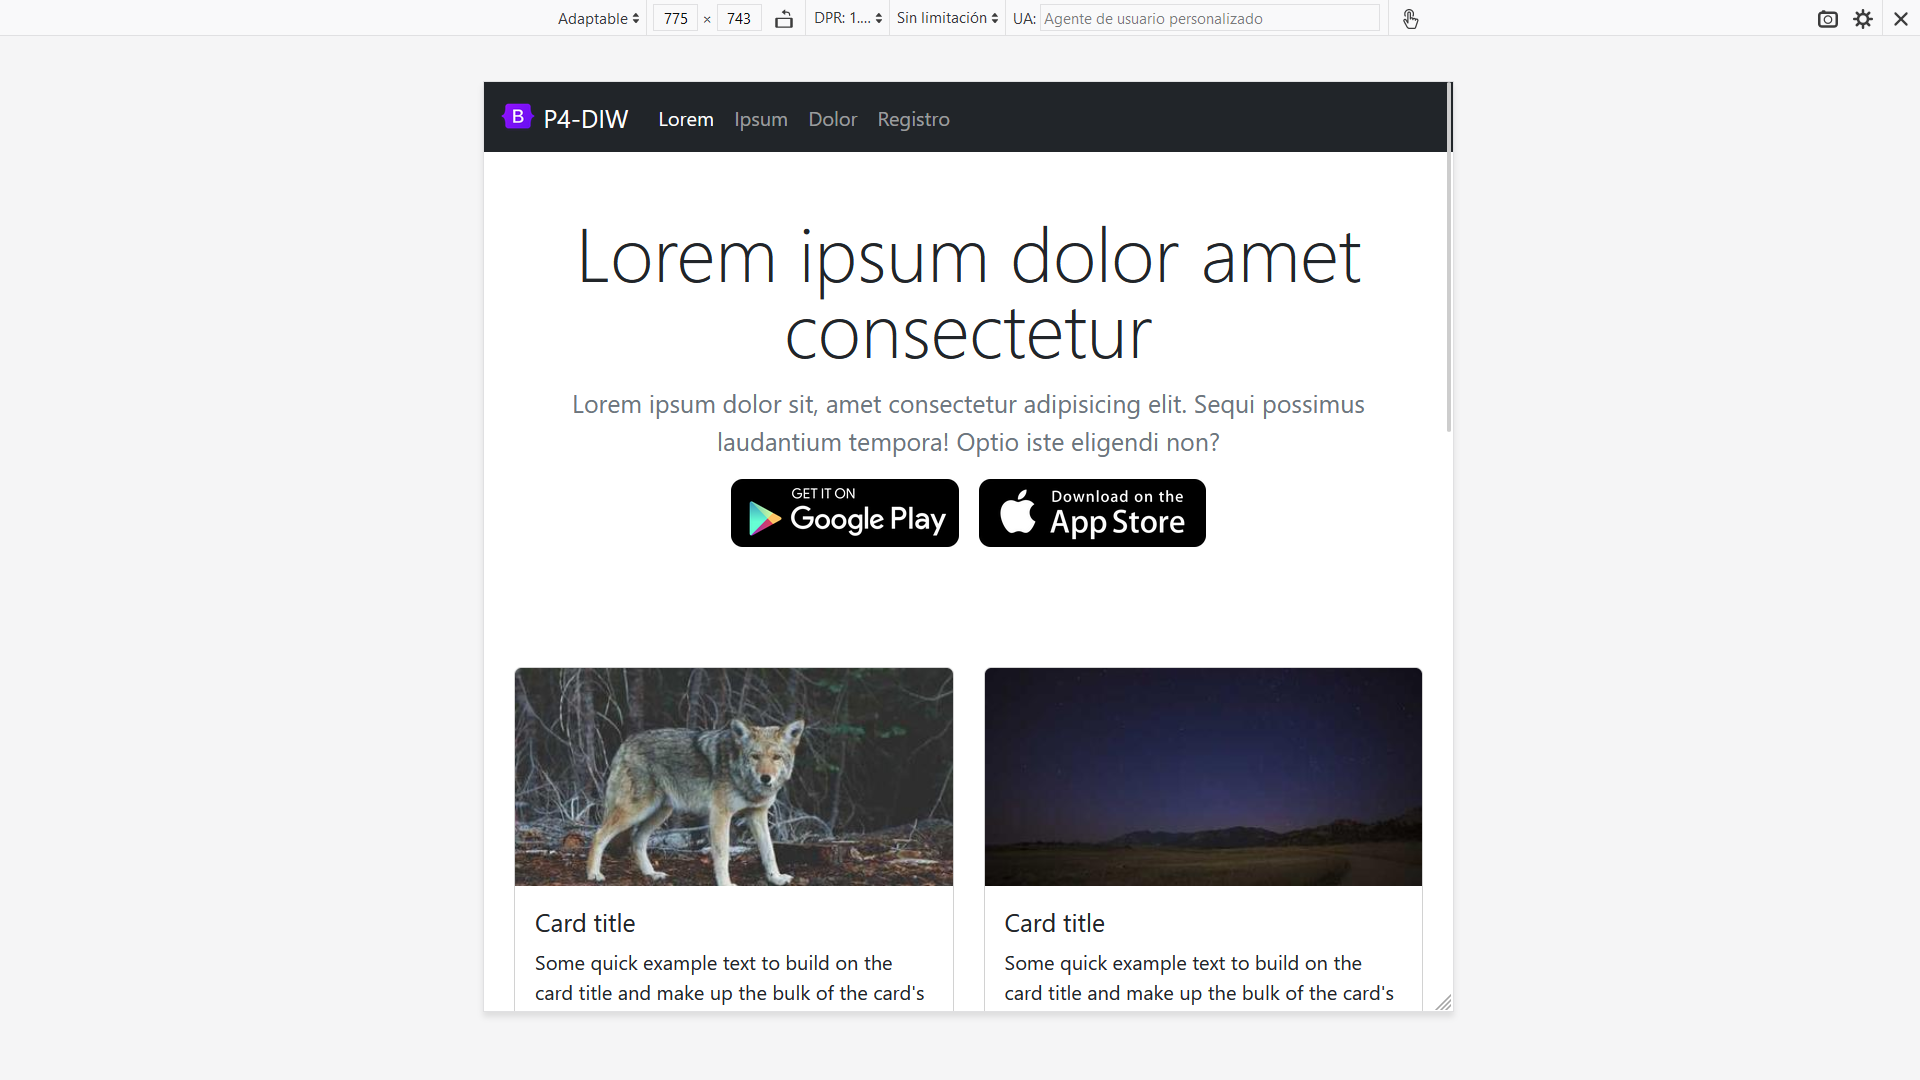 Adaptable 775 × 743 DPR: 1.... Sin limitación UA: Agente de usuario personalizado
B P4-DIW Lorem Ipsum Dolor Registro
Lorem ipsum dolor amet
consectetur
Lorem ipsum dolor sit, amet consectetur adipisicing elit. Sequi possimus
laudantium tempora! Optio iste eligendi non?
GET IT ON
Google Play
Download on the
App Store
Card title
Some quick example text to build on the
card title and make up the bulk of the card's
Card title
Some quick example text to build on the
card title and make up the bulk of the card's